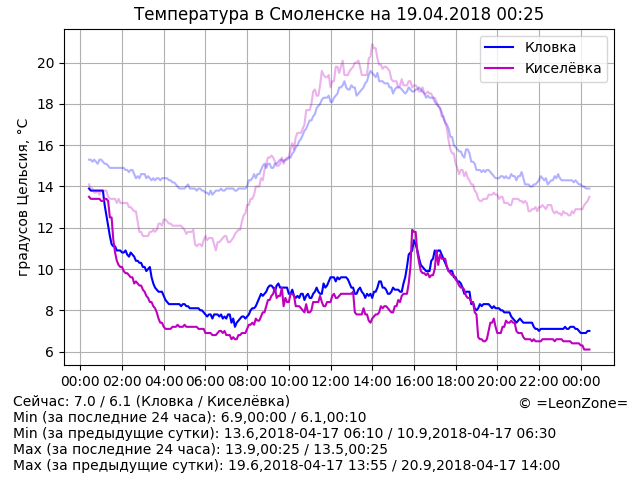 Температура в Смоленске на 19.04.2018 00:25
Кловка
Киселёвка
градусов Цельсия, °C
20
18
16
14
12
10
8
6
00:00 02:00 04:00 06:00 08:00 10:00 12:00 14:00 16:00 18:00 20:00 22:00 00:00
Сейчас: 7.0 / 6.1 (Кловка / Киселёвка)
© =LeonZone=
Min (за последние 24 часа): 6.9,00:00 / 6.1,00:10
Min (за предыдущие сутки): 13.6,2018-04-17 06:10 / 10.9,2018-04-17 06:30
Max (за последние 24 часа): 13.9,00:25 / 13.5,00:25
Max (за предыдущие сутки): 19.6,2018-04-17 13:55 / 20.9,2018-04-17 14:00